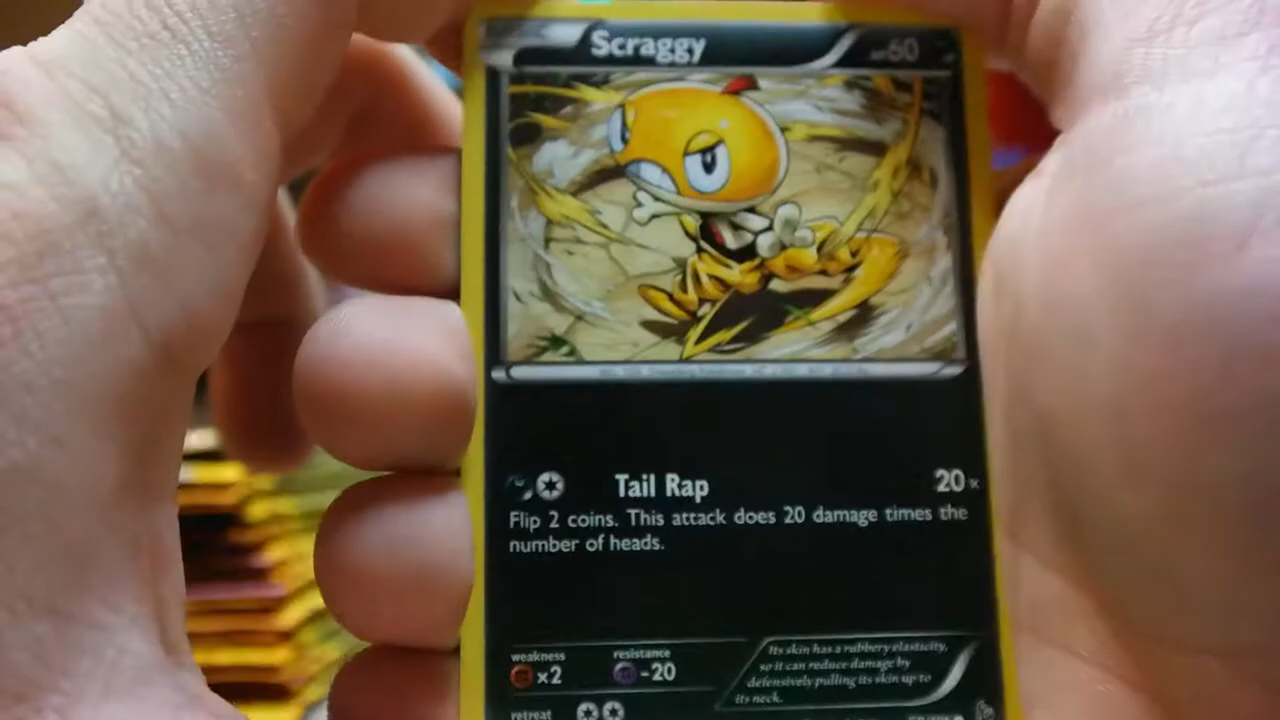 Scraggy HP60
Tail Rap 20×
Flip 2 coins. This attack does 20 damage times the
number of heads.
weakness
×2
resistance
-20
Its skin has a rubbery elasticity,
so it can reduce damage by
defensively pulling its skin up to
its neck.
retreat